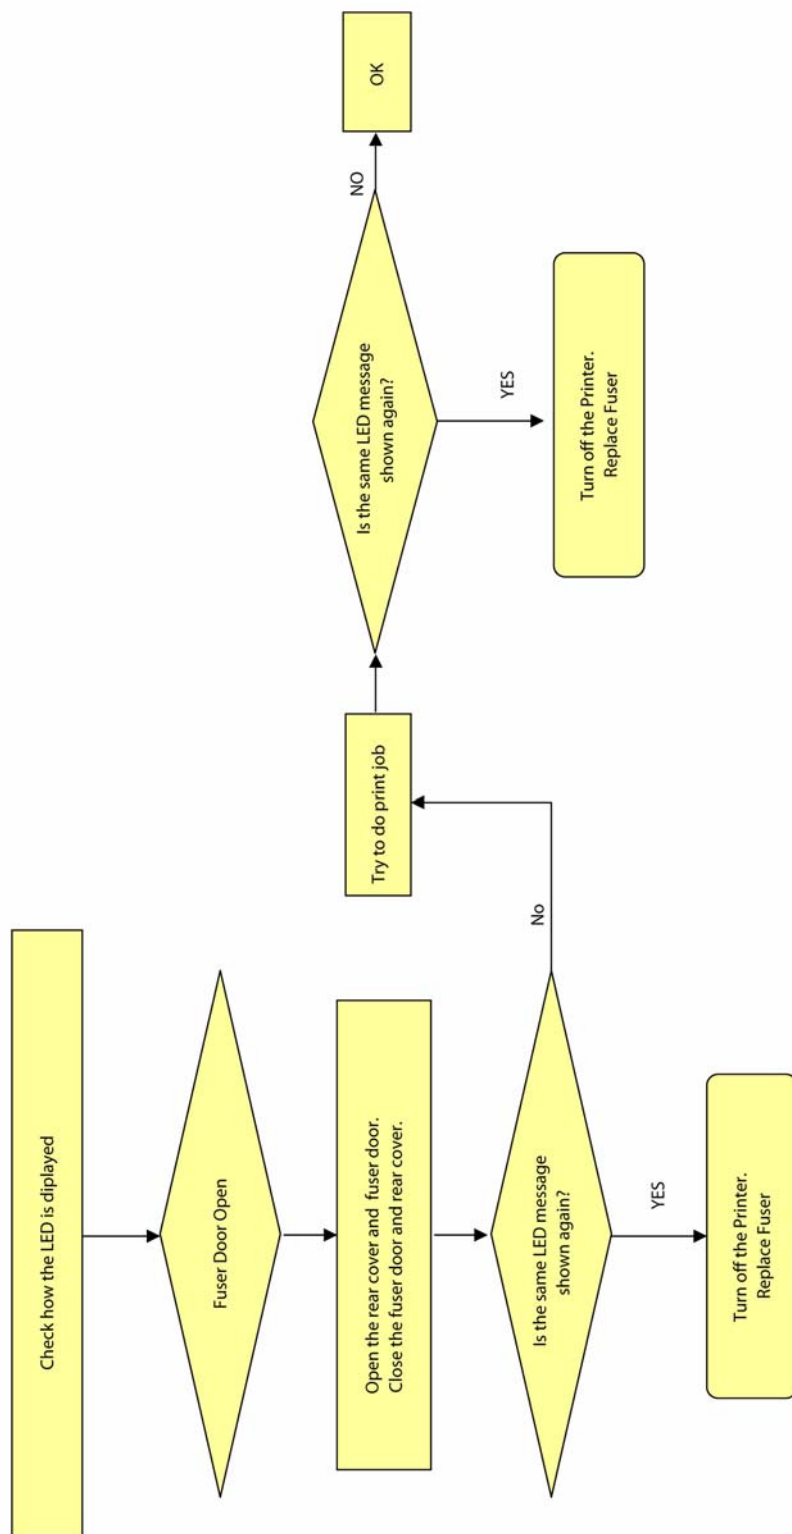 Check how the LED is diplayed
Fuser Door Open
Open the rear cover and fuser door.
Close the fuser door and rear cover.
Is the same LED message
shown again?
YES
Turn off the Printer.
Replace Fuser
No
Try to do print job
Is the same LED message
shown again?
YES
Turn off the Printer.
Replace Fuser
NO
OK